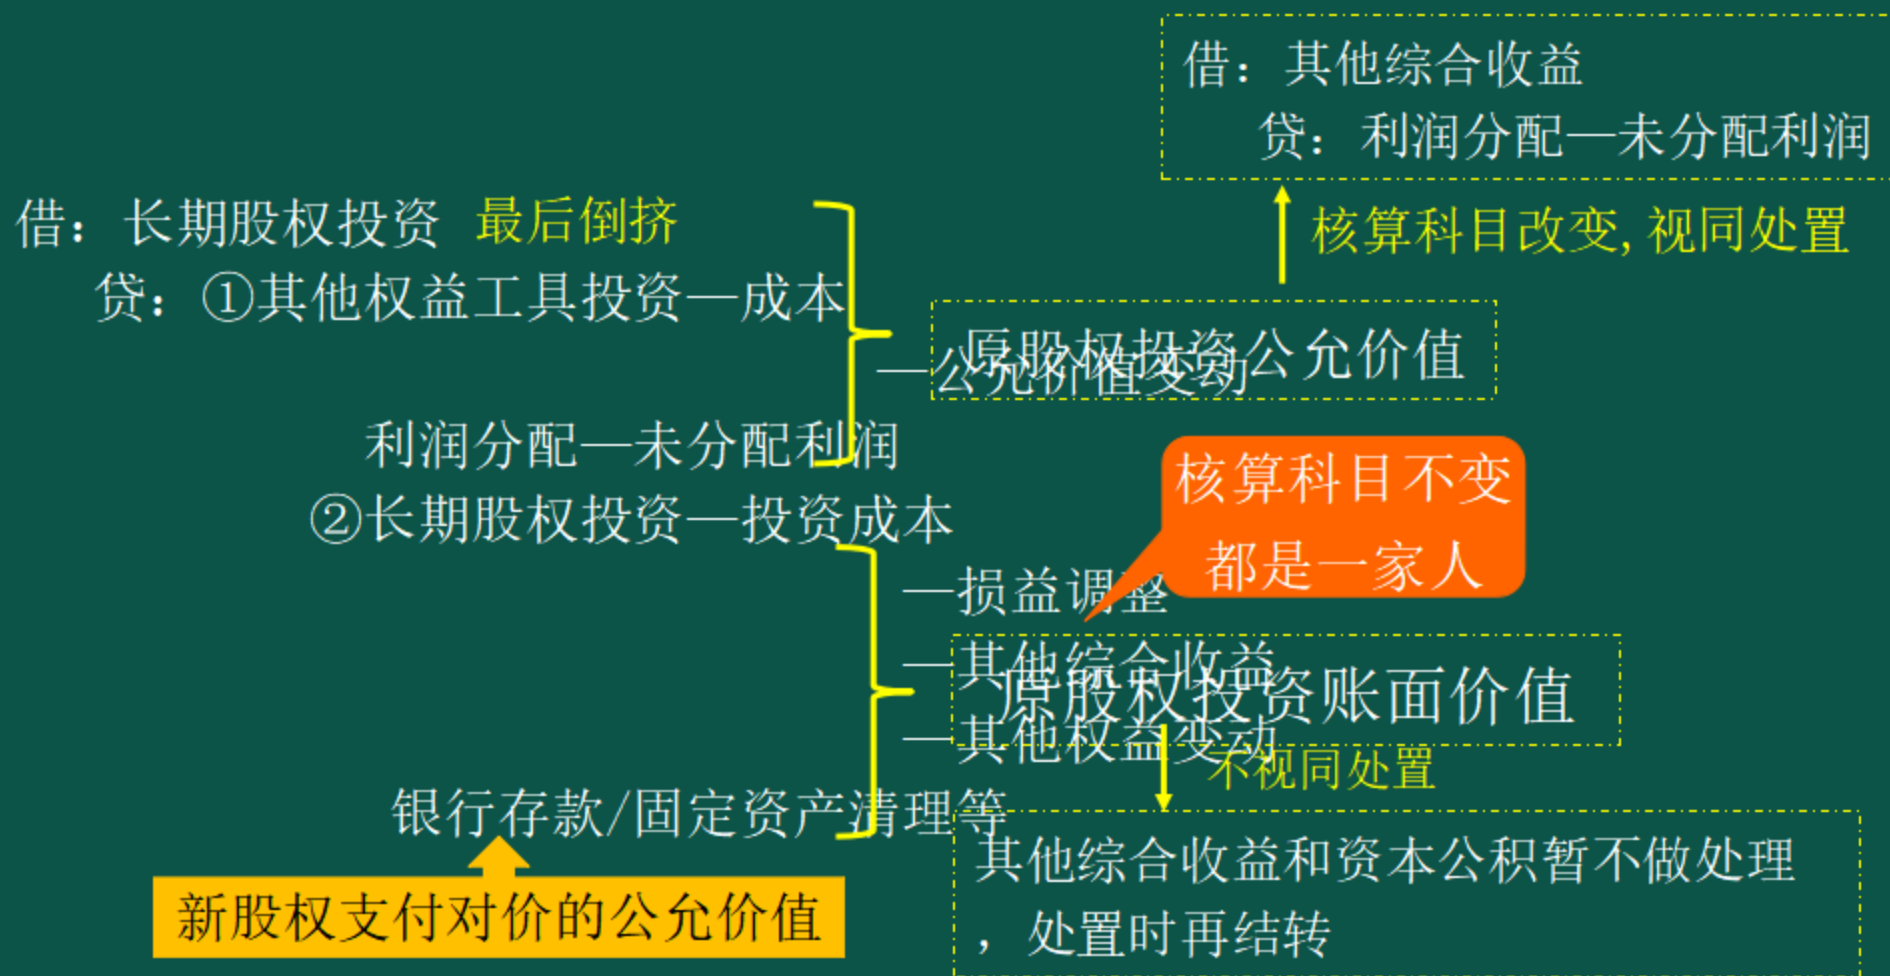 借：其他综合收益
贷：利润分配—未分配利润
核算科目改变,视同处置
借：长期股权投资 最后倒挤
贷：①其他权益工具投资—成本
原股权投资公允价值
—公允价值变动
利润分配—未分配利润
②长期股权投资—投资成本
核算科目不变
都是一家人
—损益调整
—其他综合收益
原股权投资账面价值
—其他权益变动
不视同处置
银行存款/固定资产清理等
新股权支付对价的公允价值
其他综合收益和资本公积暂不做处理
，处置时再结转